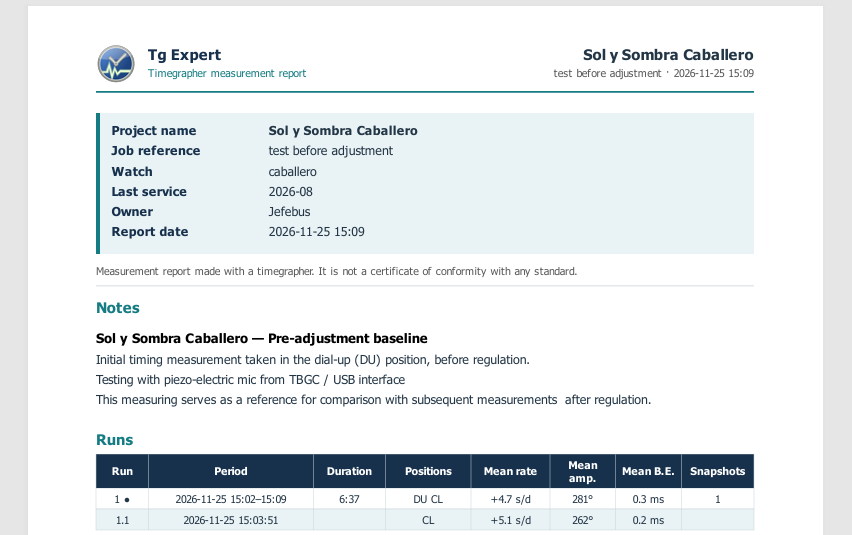 Tg Expert
Timegrapher measurement report
Sol y Sombra Caballero
test before adjustment · 2026-11-25 15:09
Project name Sol y Sombra Caballero
Job reference test before adjustment
Watch caballero
Last service 2026-08
Owner Jefebus
Report date 2026-11-25 15:09
Measurement report made with a timegrapher. It is not a certificate of conformity with any standard.
Notes
Sol y Sombra Caballero — Pre-adjustment baseline
Initial timing measurement taken in the dial-up (DU) position, before regulation.
Testing with piezo-electric mic from TBGC / USB interface
This measuring serves as a reference for comparison with subsequent measurements  after regulation.
Runs
Run Period Duration Positions Mean rate Mean amp. Mean B.E. Snapshots
1 ● 2026-11-25 15:02–15:09 6:37 DU CL +4.7 s/d 281° 0.3 ms 1
1.1 2026-11-25 15:03:51 CL +5.1 s/d 262° 0.2 ms